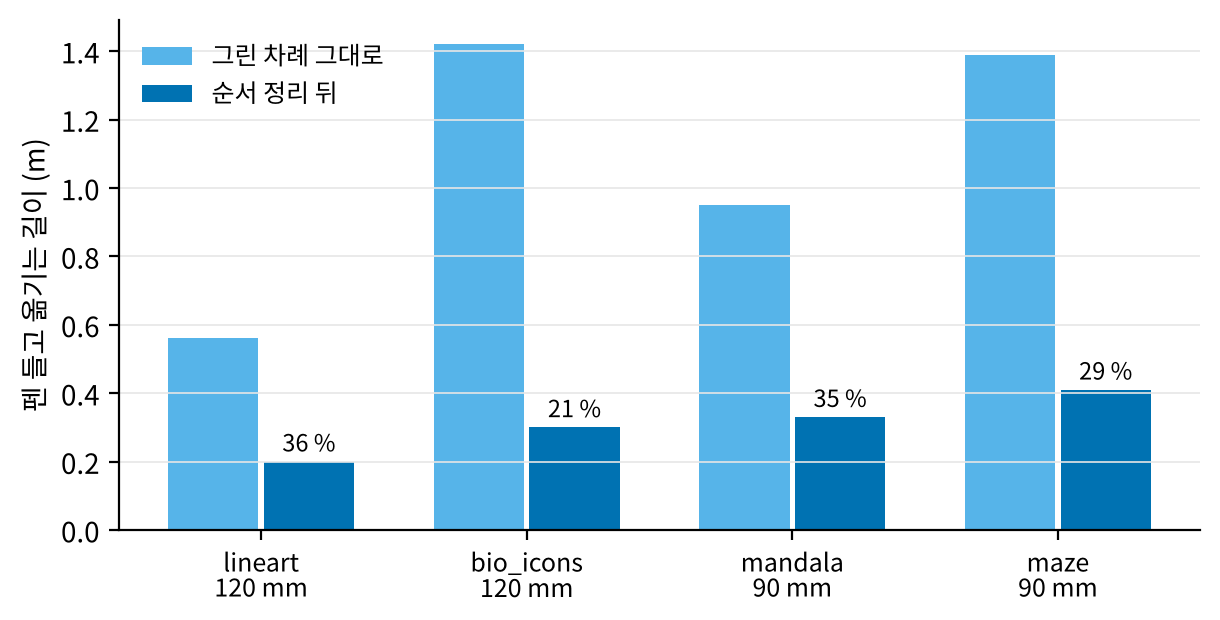 그린 차례 그대로
순서 정리 뒤
펜 들고 옮기는 길이 (m)
1.4
1.2
1.0
0.8
0.6
0.4
0.2
0.0
36 %
21 %
35 %
29 %
lineart
120 mm
bio_icons
120 mm
mandala
90 mm
maze
90 mm